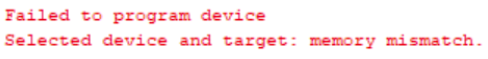 Failed to program device
Selected device and target: memory mismatch.